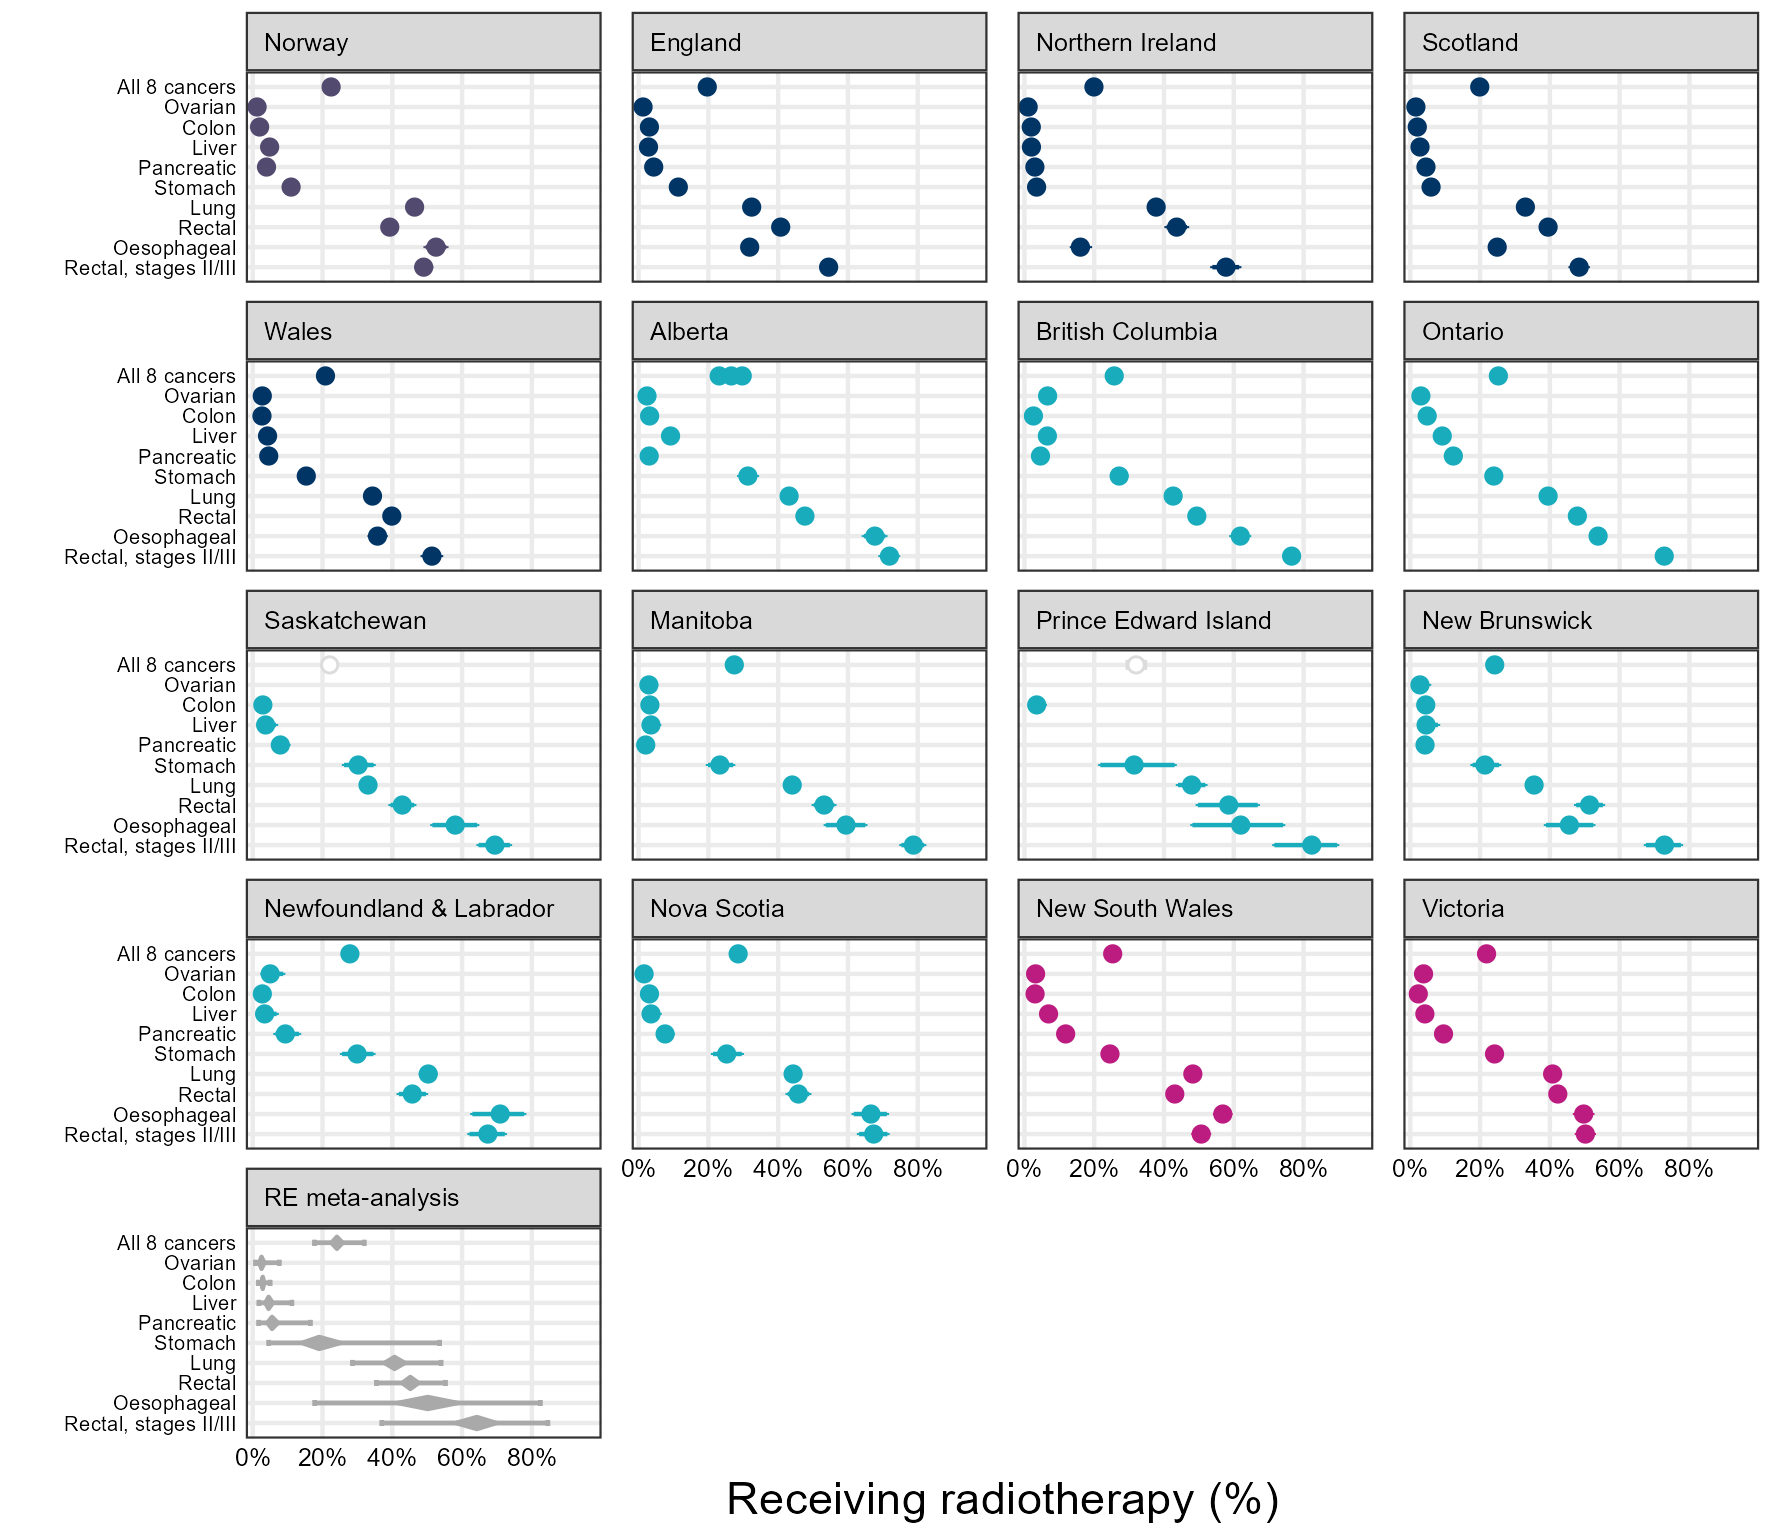 Norway
England
Northern Ireland
Scotland
All 8 cancers
Ovarian
Colon
Liver
Pancreatic
Stomach
Lung
Rectal
Oesophageal
Rectal, stages II/III
Wales
Alberta
British Columbia
Ontario
All 8 cancers
Ovarian
Colon
Liver
Pancreatic
Stomach
Lung
Rectal
Oesophageal
Rectal, stages II/III
Saskatchewan
Manitoba
Prince Edward Island
New Brunswick
All 8 cancers
Ovarian
Colon
Liver
Pancreatic
Stomach
Lung
Rectal
Oesophageal
Rectal, stages II/III
Newfoundland & Labrador
Nova Scotia
New South Wales
Victoria
All 8 cancers
Ovarian
Colon
Liver
Pancreatic
Stomach
Lung
Rectal
Oesophageal
Rectal, stages II/III
0% 20% 40% 60% 80%
0% 20% 40% 60% 80%
0% 20% 40% 60% 80%
RE meta-analysis
All 8 cancers
Ovarian
Colon
Liver
Pancreatic
Stomach
Lung
Rectal
Oesophageal
Rectal, stages II/III
0% 20% 40% 60% 80%
Receiving radiotherapy (%)